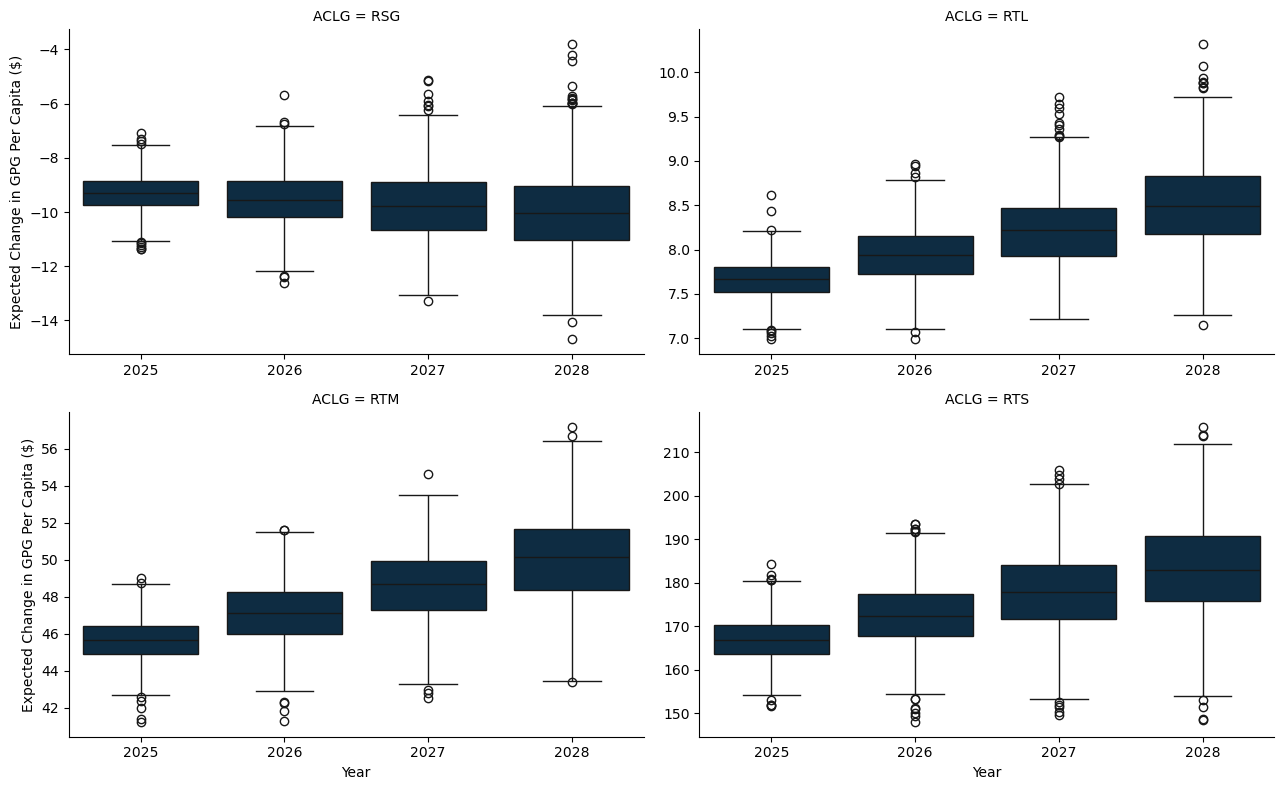 ACLG = RSG
Expected Change in GPG Per Capita ($)
−4
−6
−8
−10
−12
−14
2025 2026 2027 2028
ACLG = RTL
10.0
9.5
9.0
8.5
8.0
7.5
7.0
2025 2026 2027 2028
ACLG = RTM
Expected Change in GPG Per Capita ($)
56
54
52
50
48
46
44
42
2025 2026 2027 2028
Year
ACLG = RTS
210
200
190
180
170
160
150
2025 2026 2027 2028
Year